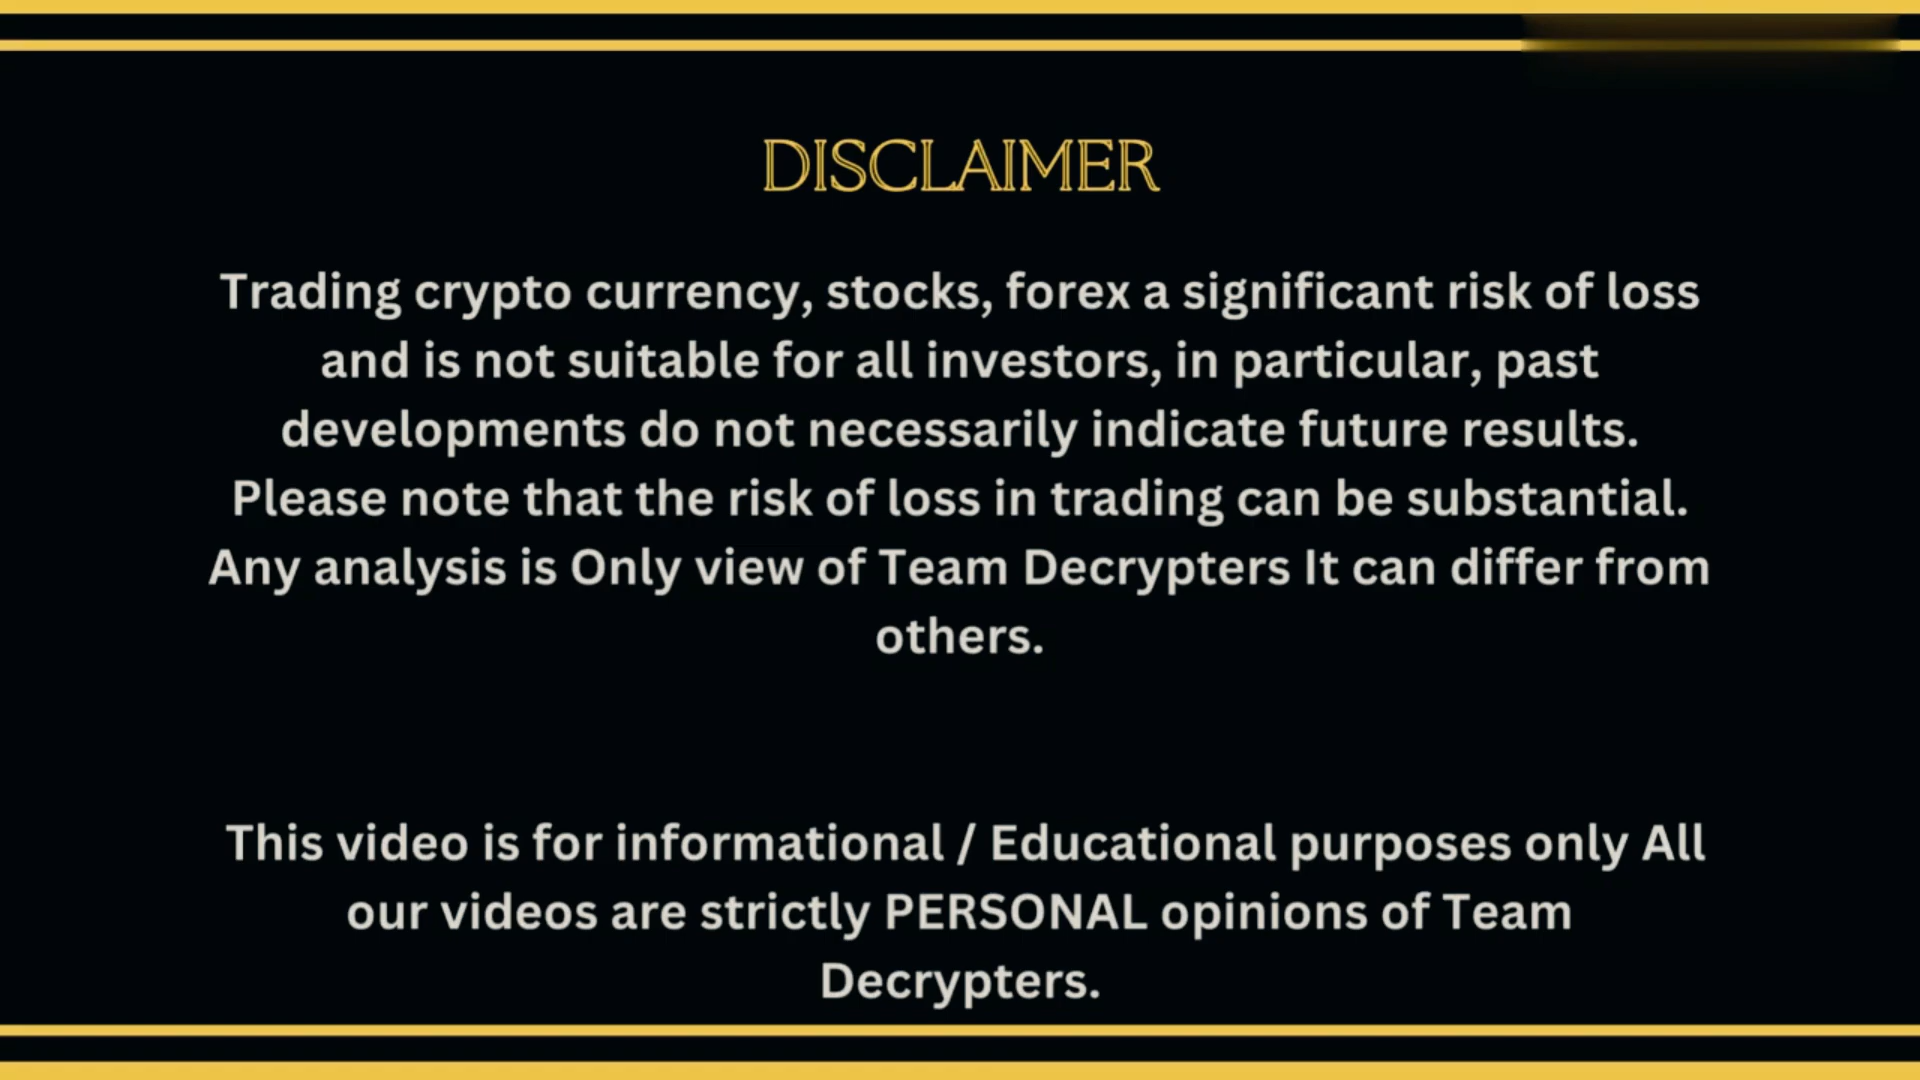 DISCLAIMER
Trading crypto currency, stocks, forex a significant risk of loss
and is not suitable for all investors, in particular, past
developments do not necessarily indicate future results.
Please note that the risk of loss in trading can be substantial.
Any analysis is Only view of Team Decrypters It can differ from
others.
This video is for informational / Educational purposes only All
our videos are strictly PERSONAL opinions of Team
Decrypters.